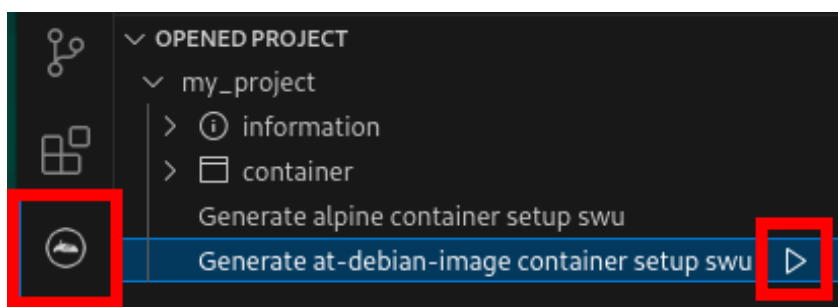 OPENED PROJECT
my_project
information
container
Generate alpine container setup swu
Generate at-debian-image container setup swu